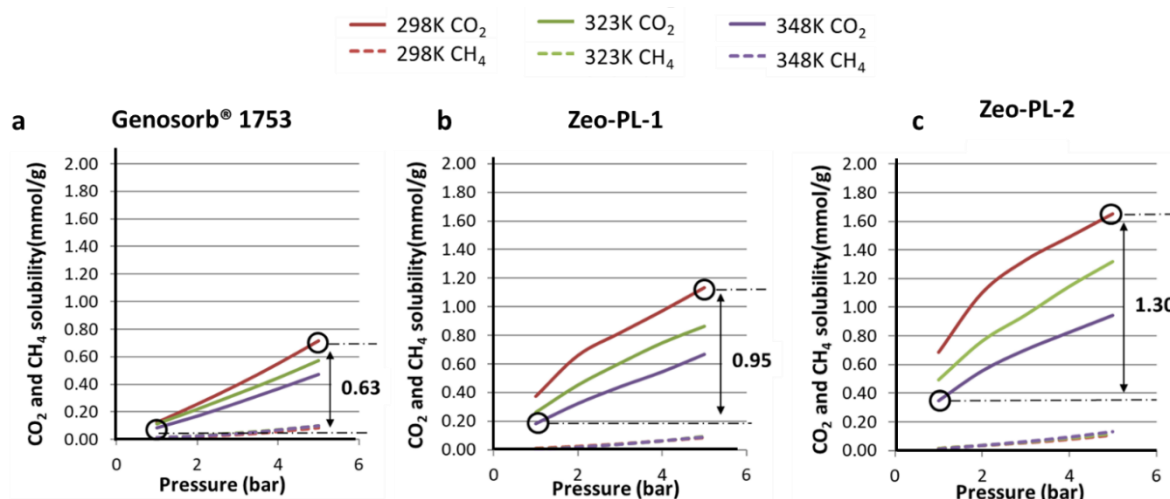 298K CO₂ 323K CO₂ 348K CO₂
298K CH₄ 323K CH₄ 348K CH₄
a Genosorb® 1753
CO₂ and CH₄ solubility(mmol/g)
2.00
1.80
1.60
1.40
1.20
1.00
0.80
0.60
0.40
0.20
0.00
0.63
0 2 4 6
Pressure (bar)
b Zeo-PL-1
CO₂ and CH₄ solubility(mmol/g)
2.00
1.80
1.60
1.40
1.20
1.00
0.80
0.60
0.40
0.20
0.00
0.95
0 2 4 6
Pressure (bar)
c Zeo-PL-2
CO₂ and CH₄ solubility(mmol/g)
2.00
1.80
1.60
1.40
1.20
1.00
0.80
0.60
0.40
0.20
0.00
1.30
0 2 4 6
Pressure (bar)